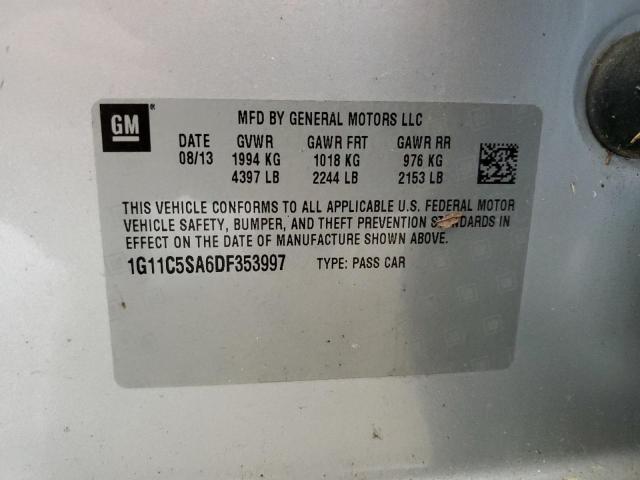 GM ® MFD BY GENERAL MOTORS LLC
DATE GVWR GAWR FRT GAWR RR
08/13 1994 KG 1018 KG 976 KG
4397 LB 2244 LB 2153 LB
THIS VEHICLE CONFORMS TO ALL APPLICABLE U.S. FEDERAL MOTOR
VEHICLE SAFETY, BUMPER, AND THEFT PREVENTION STANDARDS IN
EFFECT ON THE DATE OF MANUFACTURE SHOWN ABOVE.
1G11C5SA6DF353997 TYPE: PASS CAR